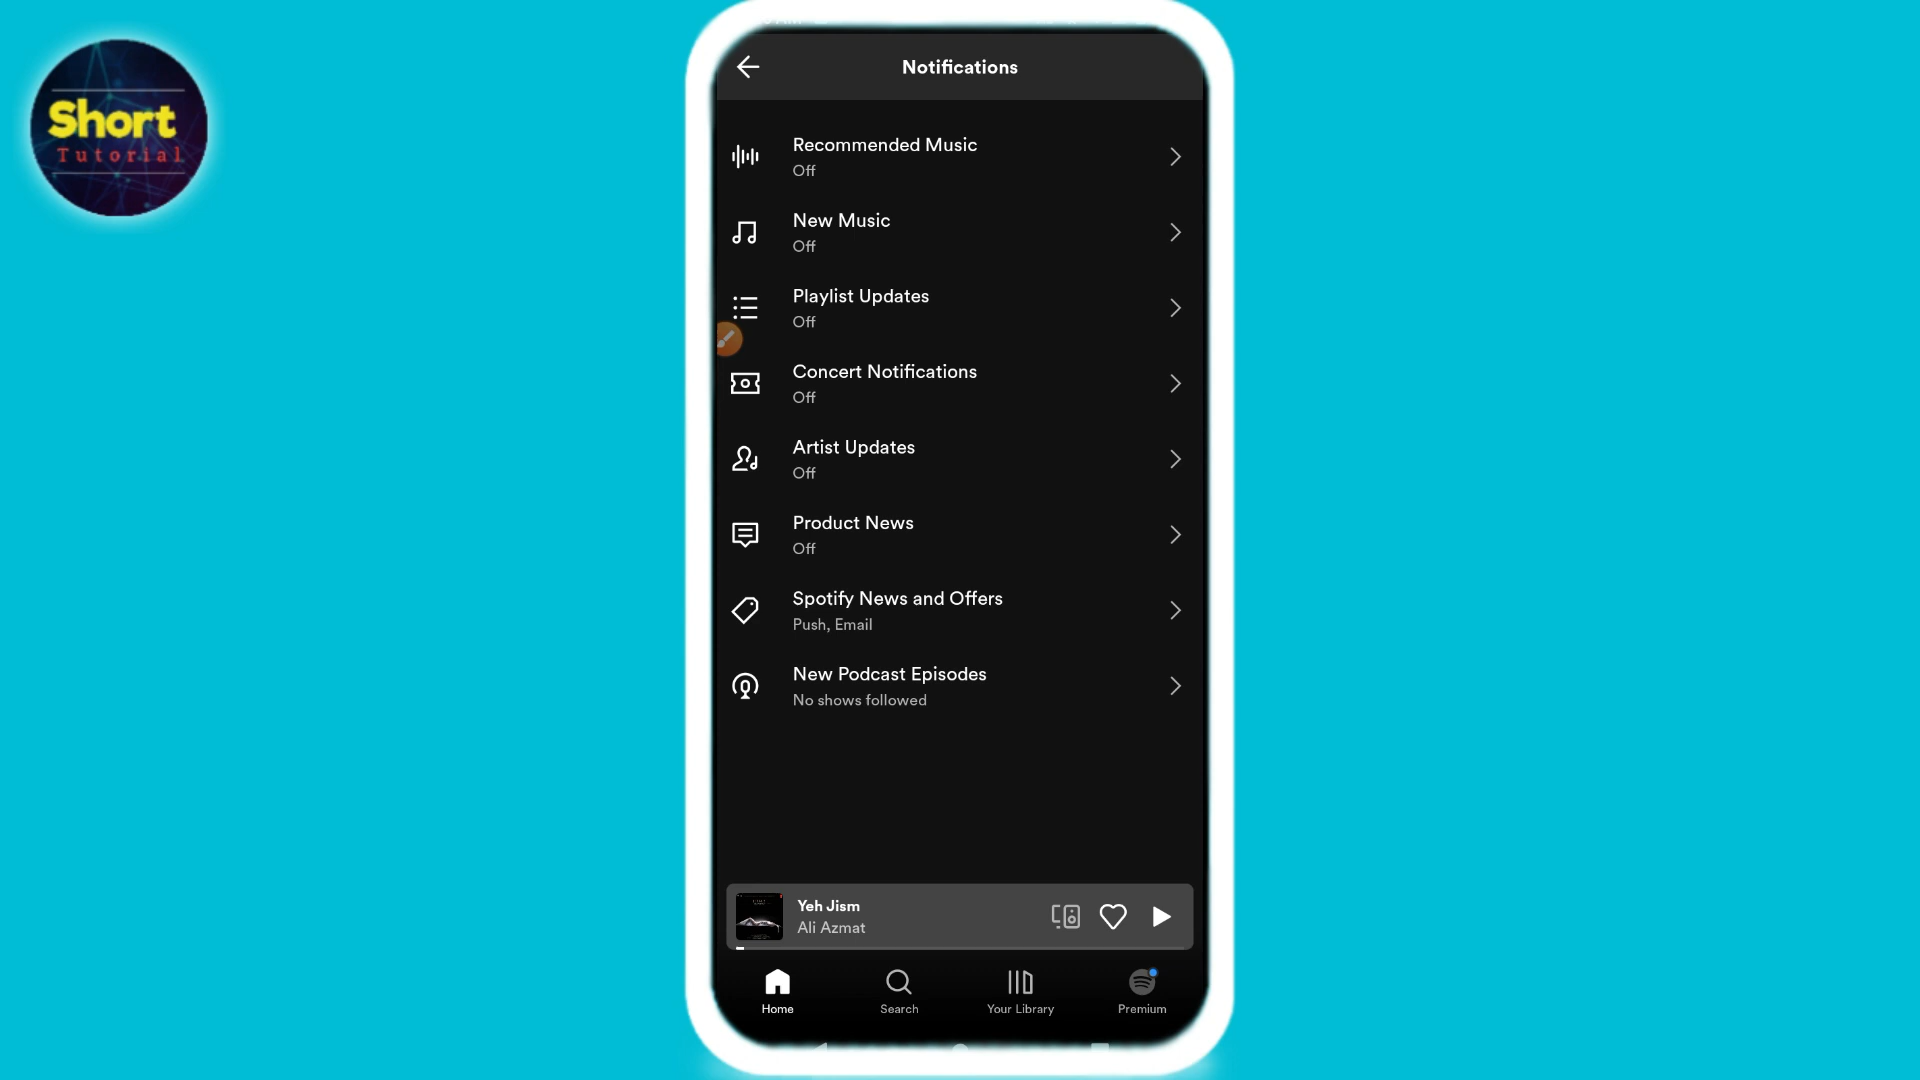 Short
Tutorial
Notifications
Recommended Music
Off
New Music
Off
Playlist Updates
Off
Concert Notifications
Off
Artist Updates
Off
Product News
Off
Spotify News and Offers
Push, Email
New Podcast Episodes
No shows followed
Yeh Jism
Ali Azmat
Home
Search
Your Library
Premium